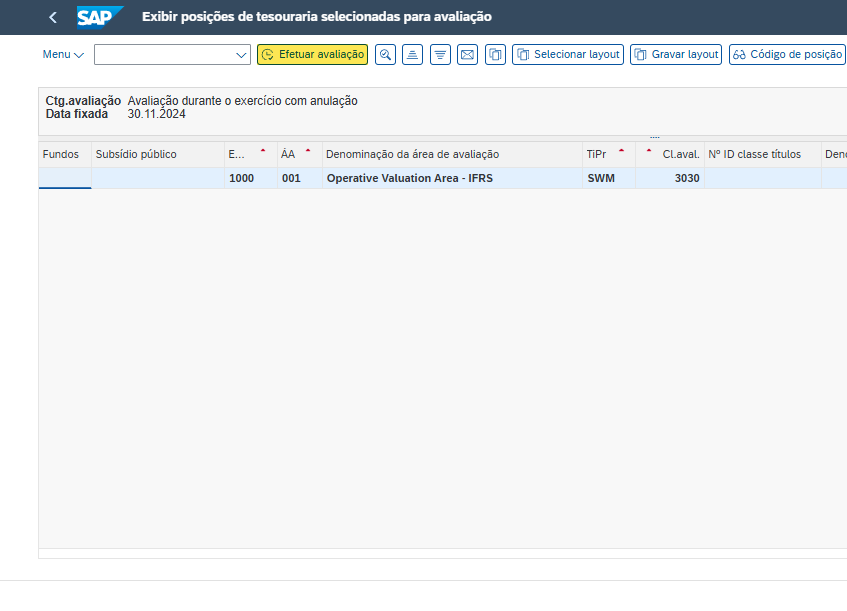 SAP Exibir posições de tesouraria selecionadas para avaliação
Menu Efetuar avaliação Selecionar layout Gravar layout Código de posição
Ctg.avaliação Avaliação durante o exercício com anulação
Data fixada 30.11.2024
Fundos Subsídio público E... ÁA Denominação da área de avaliação TiPr Cl.aval. Nº ID classe títulos Deno
1000 001 Operative Valuation Area - IFRS SWM 3030